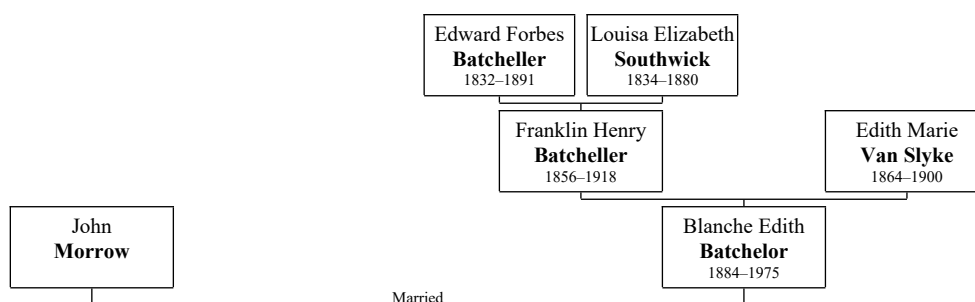 Edward Forbes
Batcheller
1832–1891
Louisa Elizabeth
Southwick
1834–1880
Franklin Henry
Batcheller
1856–1918
Edith Marie
Van Slyke
1864–1900
John
Morrow
Blanche Edith
Batchelor
1884–1975
Married